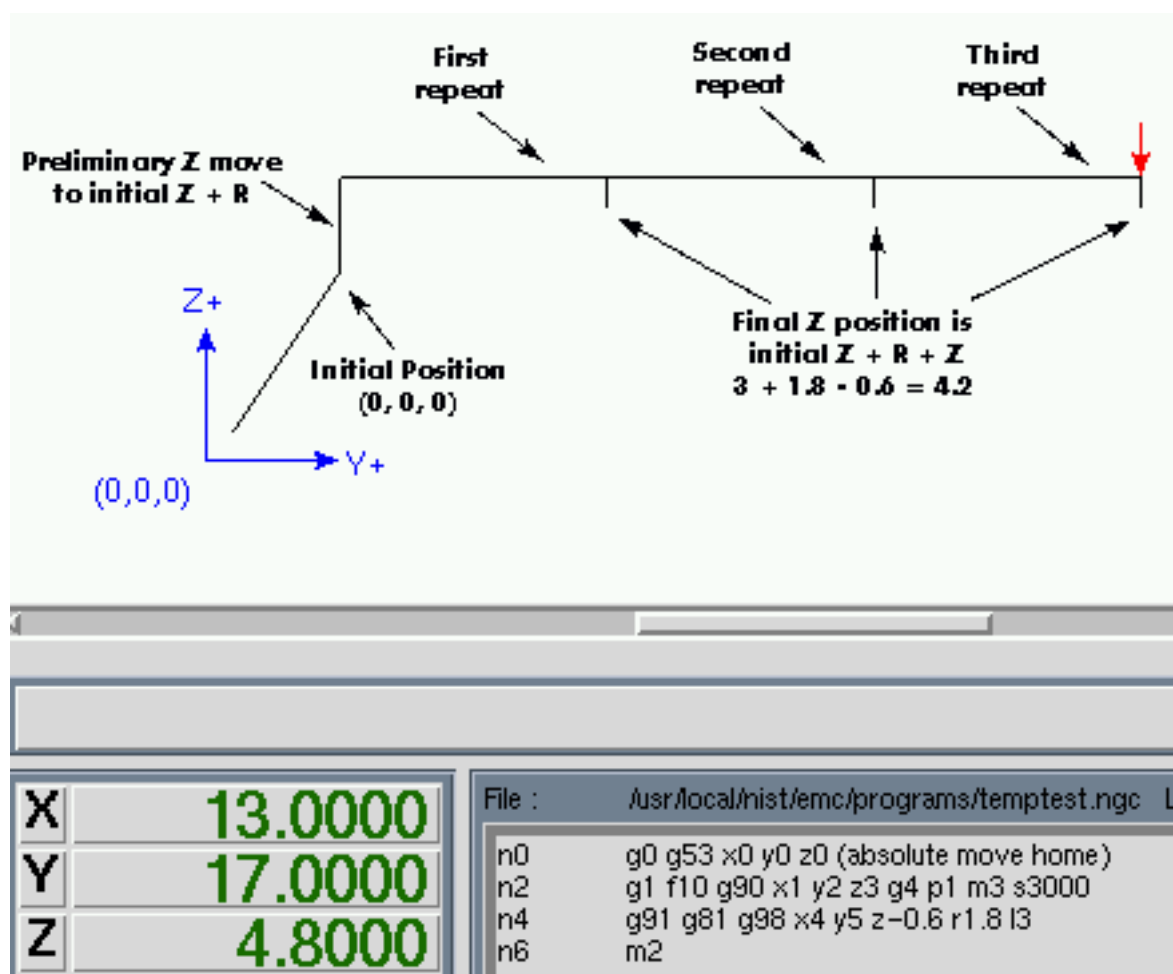 First
repeat
Second
repeat
Third
repeat
Preliminary Z move
to initial Z + R
Z+
Initial Position
(0, 0, 0)
Final Z position is
initial Z + R + Z
3 + 1.8 - 0.6 = 4.2
Y+
(0,0,0)
X 13.0000
Y 17.0000
Z 4.8000
File : /usr/local/nist/emc/programs/temptest.ngc L
n0 g0 g53 x0 y0 z0 (absolute move home)
n2 g1 f10 g90 x1 y2 z3 g4 p1 m3 s3000
n4 g91 g81 g98 x4 y5 z-0.6 r1.8 l3
n6 m2